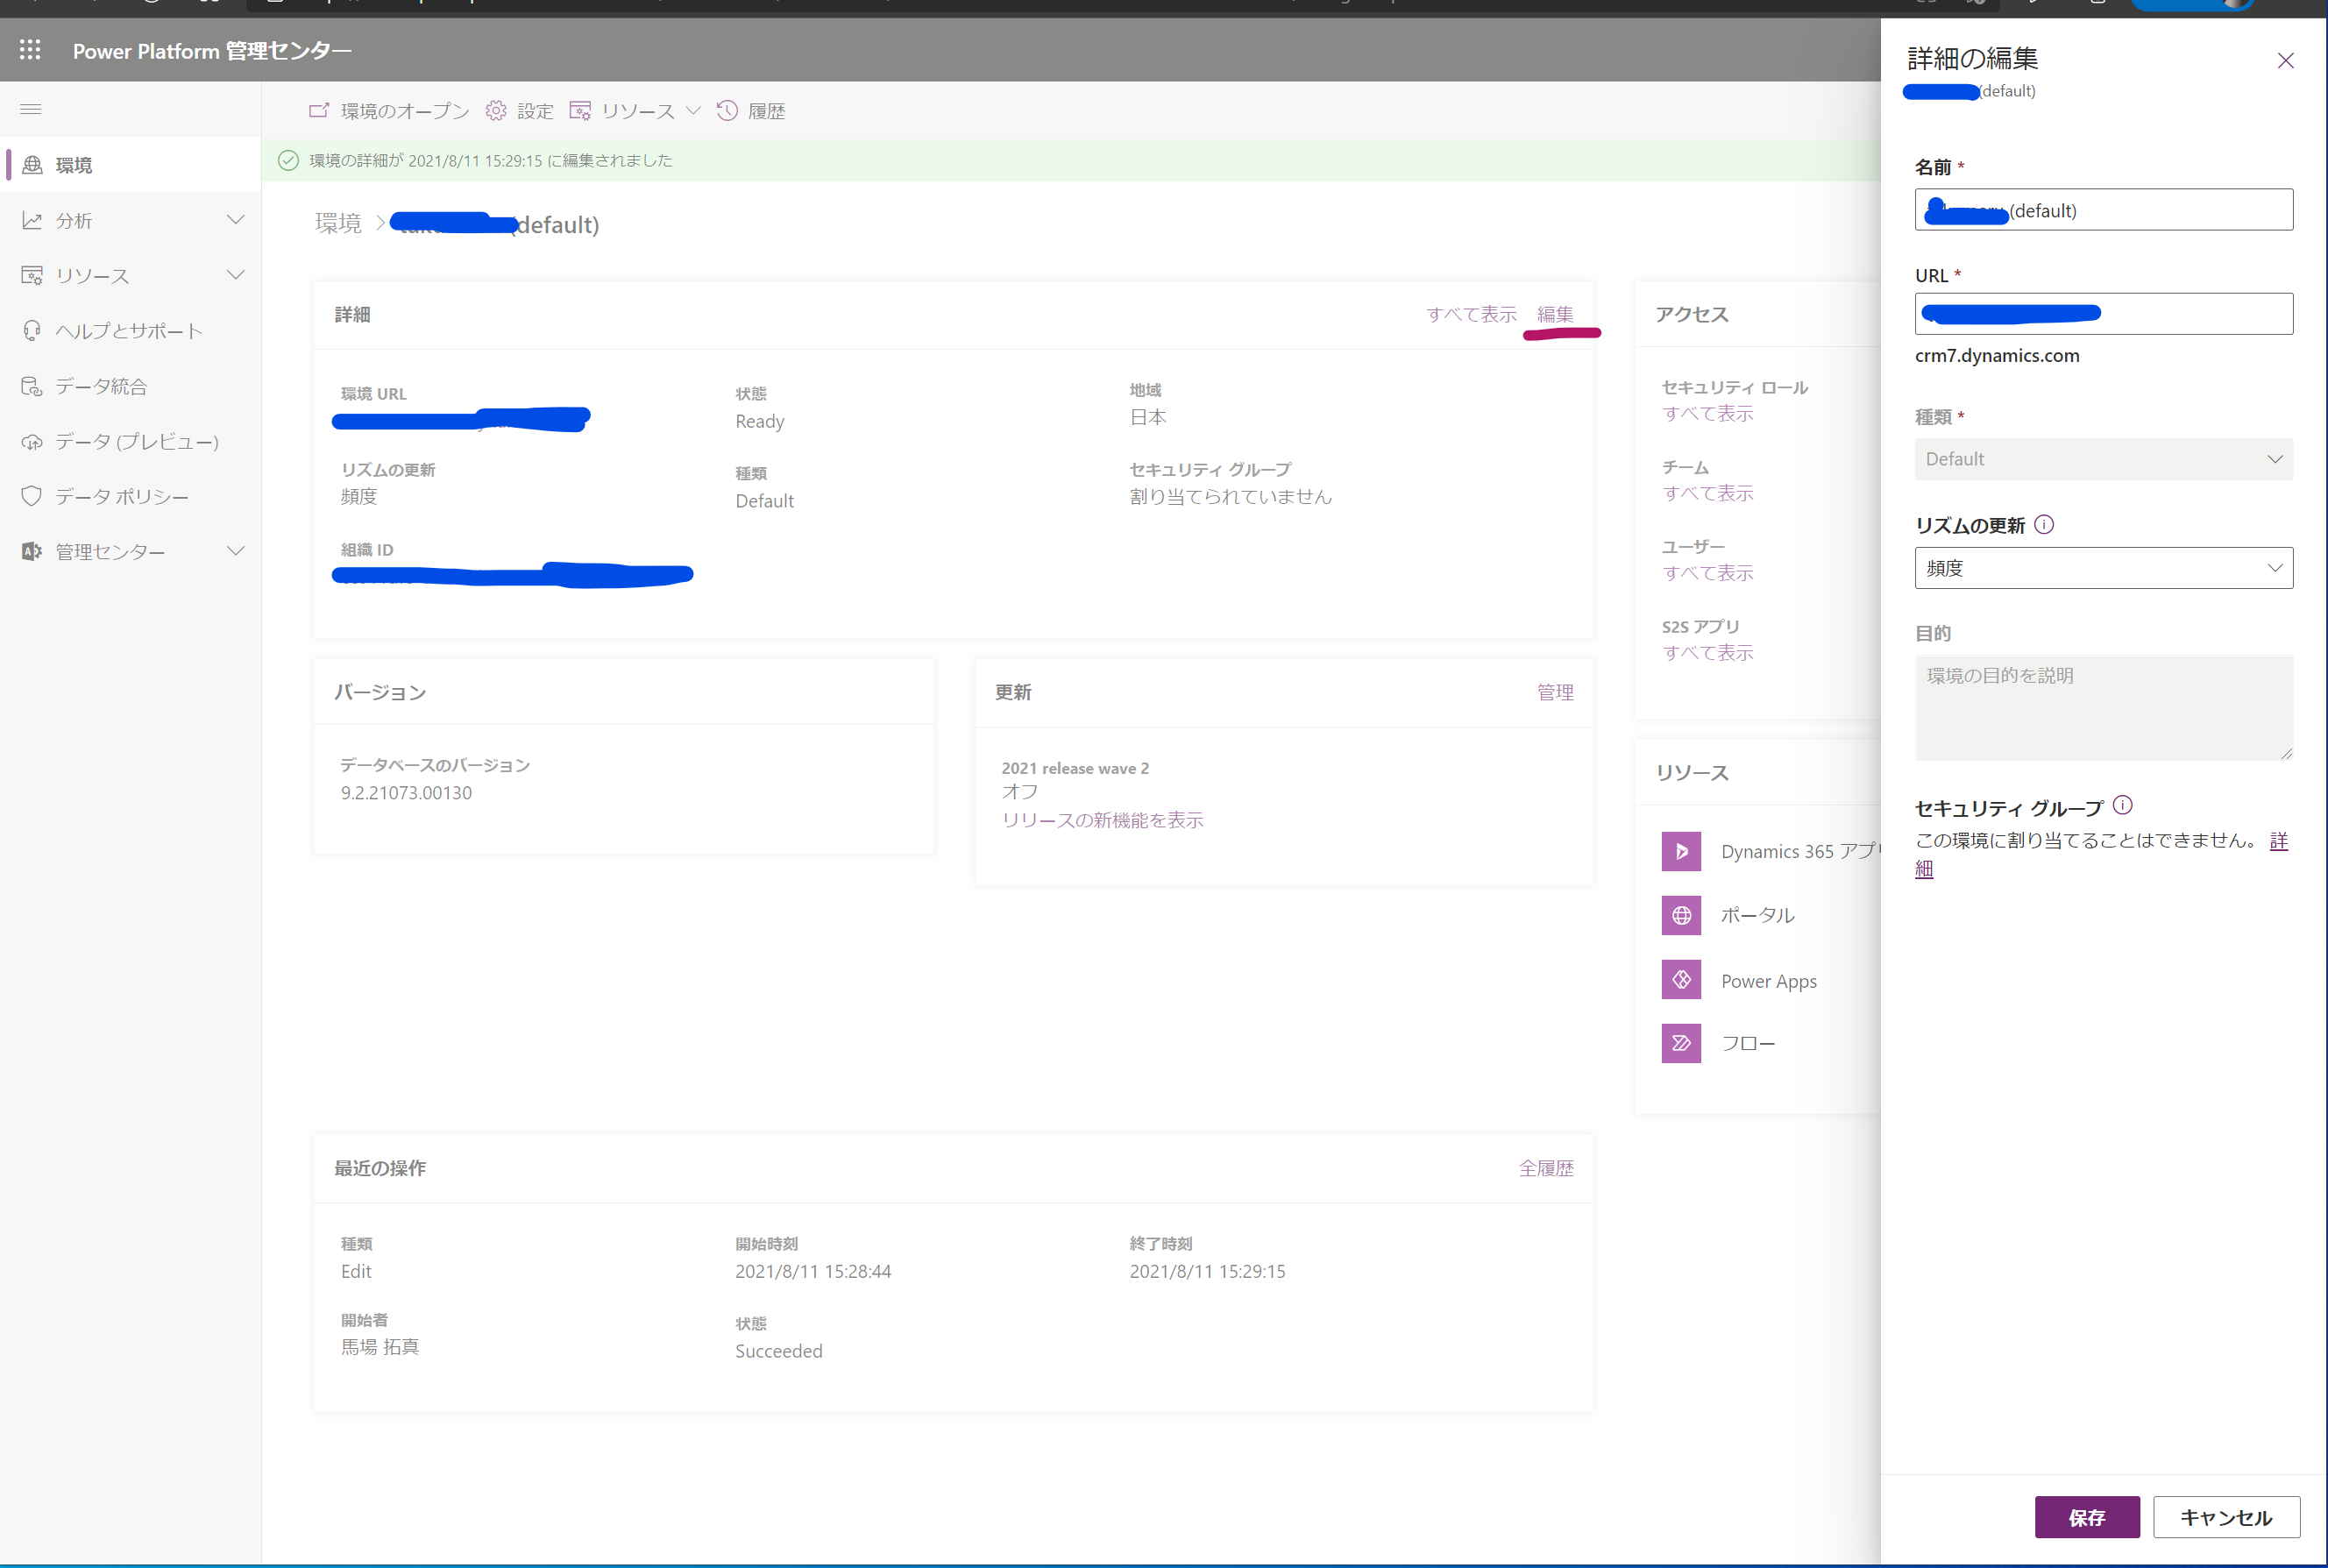 Power Platform 管理センター
環境のオープン 設定 リソース 履歴
環境の詳細が 2021/8/11 15:29:15 に編集されました
環境
分析
リソース
ヘルプとサポート
データ統合
データ (プレビュー)
データ ポリシー
管理センター
環境 > (default)
詳細 すべて表示 編集
環境 URL
状態
Ready
地域
日本
リズムの更新
頻度
種類
Default
セキュリティ グループ
割り当てられていません
組織 ID
バージョン
データベースのバージョン
9.2.21073.00130
更新 管理
2021 release wave 2
オフ
リリースの新機能を表示
最近の操作 全履歴
種類
Edit
開始時刻
2021/8/11 15:28:44
終了時刻
2021/8/11 15:29:15
開始者
馬場 拓真
状態
Succeeded
アクセス
セキュリティ ロール
すべて表示
チーム
すべて表示
ユーザー
すべて表示
S2S アプリ
すべて表示
リソース
Dynamics 365 アプ
ポータル
Power Apps
フロー
詳細の編集
(default)
名前 *
(default)
URL *
crm7.dynamics.com
種類 *
Default
リズムの更新
頻度
目的
環境の目的を説明
セキュリティ グループ
この環境に割り当てることはできません。 詳
細
保存 キャンセル